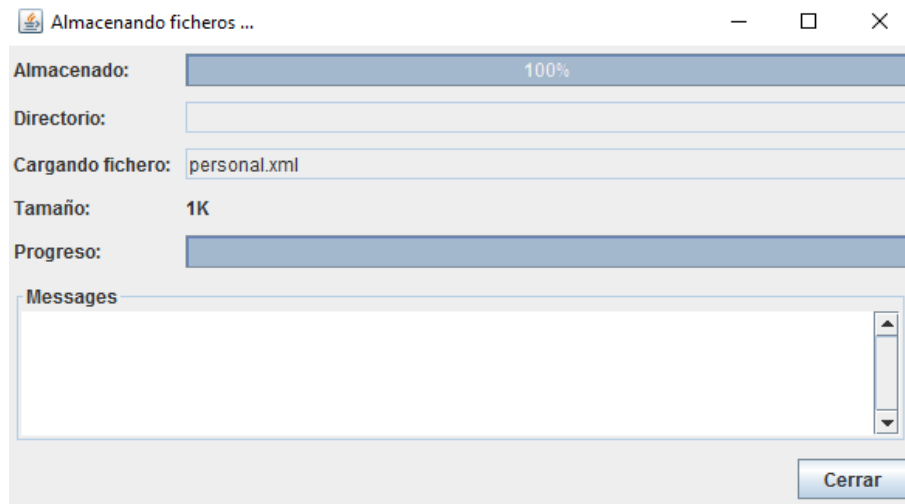 Almacenando ficheros ...
Almacenado: 100%
Directorio:
Cargando fichero: personal.xml
Tamaño: 1K
Progreso:
Messages
Cerrar